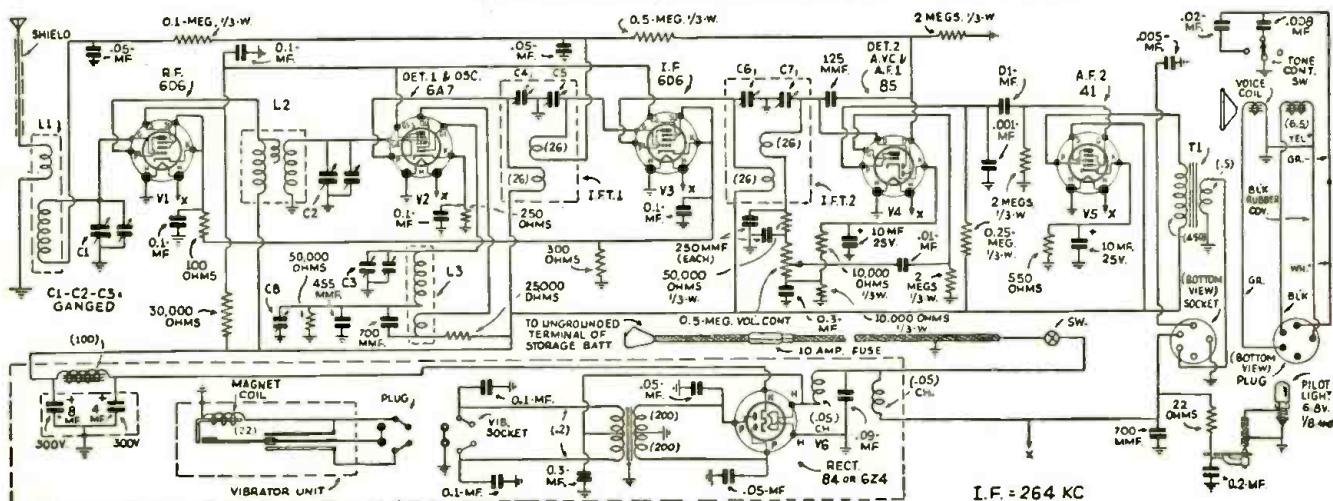 SHIELD
0.1-MEG. 1/3-W.
.05-MF.
0.1-MF.
R.F.
6D6
L1
L2
C1
V1
X
0.1-MF.
100 OHMS
C1-C2-C3=
GANGED
30,000 OHMS
C2
DET.1 & OSC.
6A7
V2
X
0.1-MF.
250 OHMS
50,000 OHMS
455 MMF.
C8
C3
700 MMF.
L3
25,000 OHMS
.05-MF.
C4
C5
(26)
(26)
I.F.T.1
0.5-MEG. 1/3-W.
I.F
6D6
V3
X
0.1-MF.
300 OHMS
C6
C7
125 MMF.
(26)
(26)
I.F.T.2
2 MEGS. 1/3-W
DET.2
A.V.C &
A.F.1
85
V4
X
250 MMF (EACH)
50,000 OHMS 1/3-W.
10 MF 25V.
10,000 OHMS 1/3-W.
.01-MF
2 MEGS. 1/3-W.
0.3-MF
10,000 OHMS 1/3-W
0.5-MEG. VOL. CONT.
.001-MF.
2 MEGS. 1/3-W
0.25-MEG. 1/3-W.
A.F.2
41
V5
X
550 OHMS
10 MF. 25V.
.005-MF.
.02-MF.
.008 MF.
TONE CONT. SW
VOICE COIL
(6.5)
YEL
GR.-
T1
(.5)
(450)
BLK RUBBER COV.
WH.
GR.
BLK
(BOTTOM VIEW) SOCKET
(BOTTOM VIEW) PLUG
PILOT LIGHT 6.8V.
22 OHMS
700 MMF.
0.2-MF.
TO UNGROUNDED TERMINAL OF STORAGE BATT
10 AMP. FUSE
SW.
(100)
8 MF
4 MF.
300V.
300V
MAGNET COIL
(22)
PLUG
VIBRATOR UNIT
VIB. SOCKET
0.1-MF.
0.1-MF.
(.2)
0.3-MF.
(200)
(200)
.05-MF.
.05-MF
P
P
H
H
V6
RECT.
84 OR 6Z4
(.05) CH
.09-MF.
(.05) CH.
X
I.F. = 264 KC